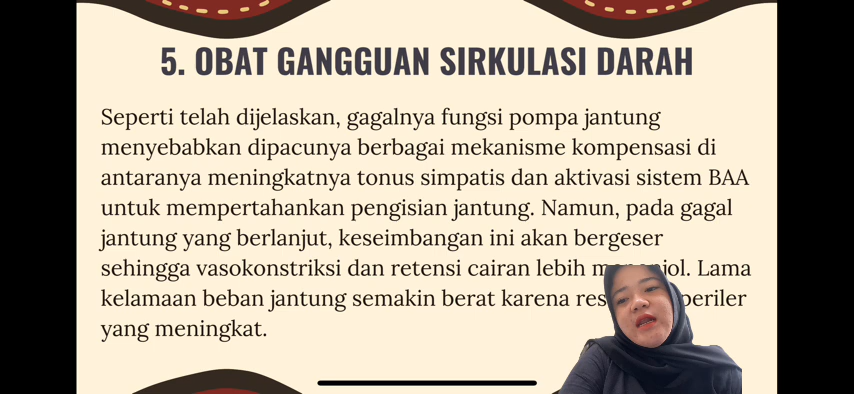 5. OBAT GANGGUAN SIRKULASI DARAH
Seperti telah dijelaskan, gagalnya fungsi pompa jantung
menyebabkan dipacunya berbagai mekanisme kompensasi di
antaranya meningkatnya tonus simpatis dan aktivasi sistem BAA
untuk mempertahankan pengisian jantung. Namun, pada gagal
jantung yang berlanjut, keseimbangan ini akan bergeser
sehingga vasokonstriksi dan retensi cairan lebih Lama
kelamaan beban jantung semakin berat karena
yang meningkat.